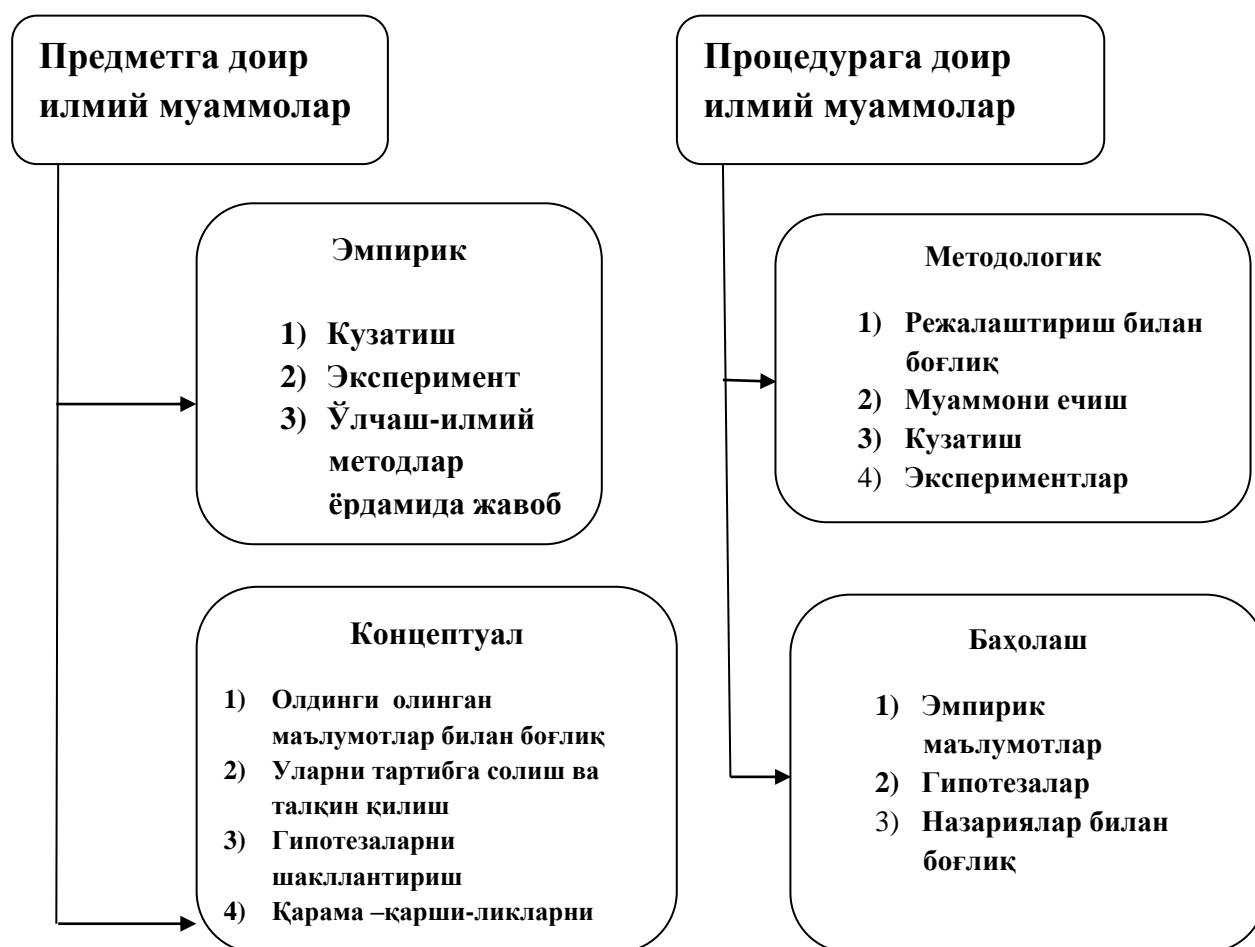 Предметга доир
илмий муаммолар
Эмпирик
1) Кузатиш
2) Эксперимент
3) Ўлчаш-илмий
методлар
ёрдамида жавоб
Концептуал
1) Олдинги олинган
маълумотлар билан боғлиқ
2) Уларни тартибга солиш ва
талқин қилиш
3) Гипотезаларни
шакллантириш
4) Қарама –қарши-ликларни
Процедурага доир
илмий муаммолар
Методологик
1) Режалаштириш билан
боғлиқ
2) Муаммони ечиш
3) Кузатиш
4) Экспериментлар
Баҳолаш
1) Эмпирик
маълумотлар
2) Гипотезалар
3) Назариялар билан
боғлиқ